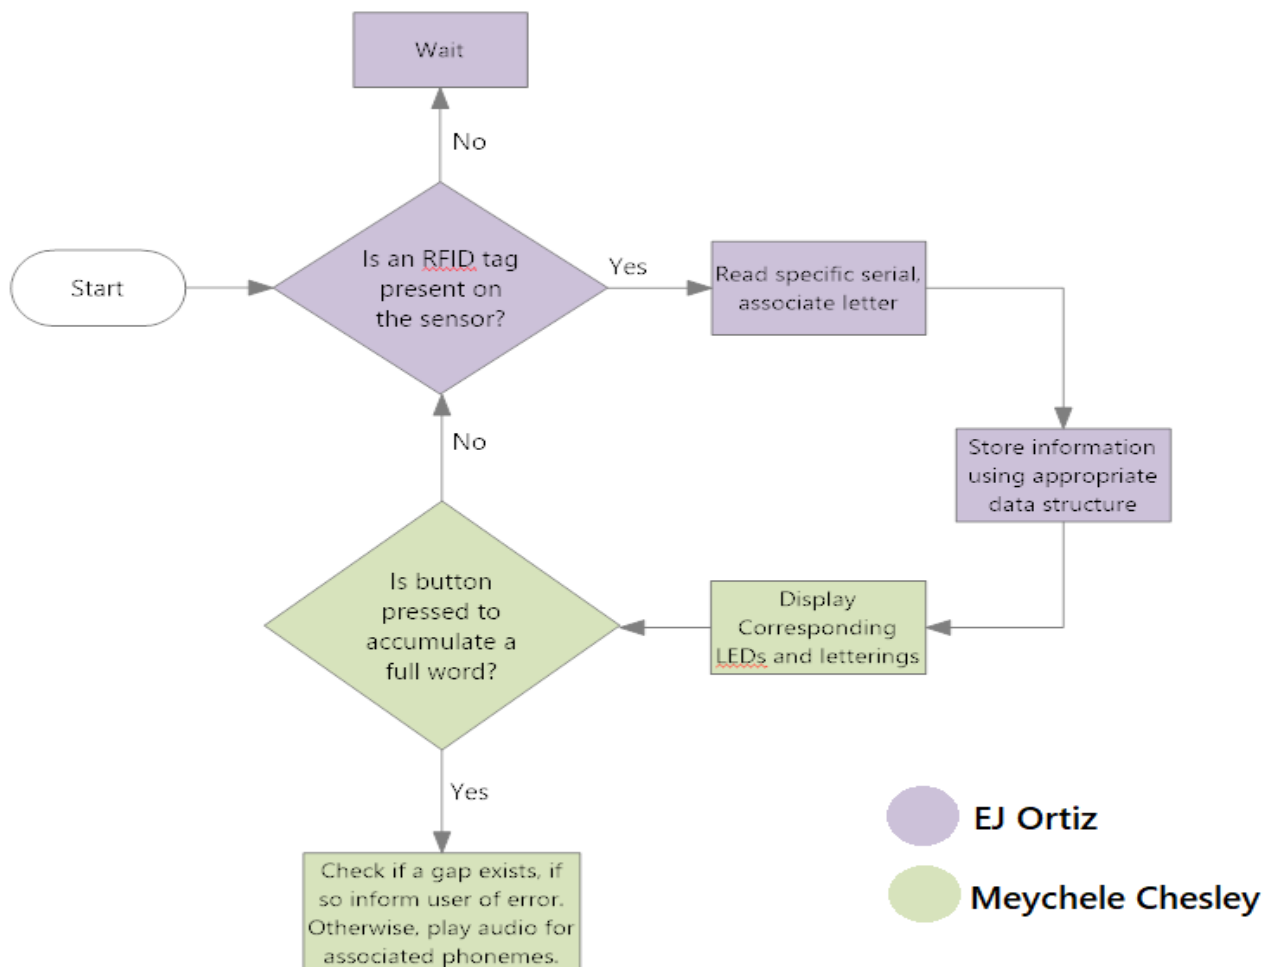 Wait
No
Start
Is an RFID tag
present on
the sensor?
Yes
Read specific serial,
associate letter
Store information
using appropriate
data structure
Display
Corresponding
LEDs and letterings
No
Is button
pressed to
accumulate a
full word?
Yes
Check if a gap exists, if
so inform user of error.
Otherwise, play audio for
associated phonemes.
EJ Ortiz
Meychele Chesley